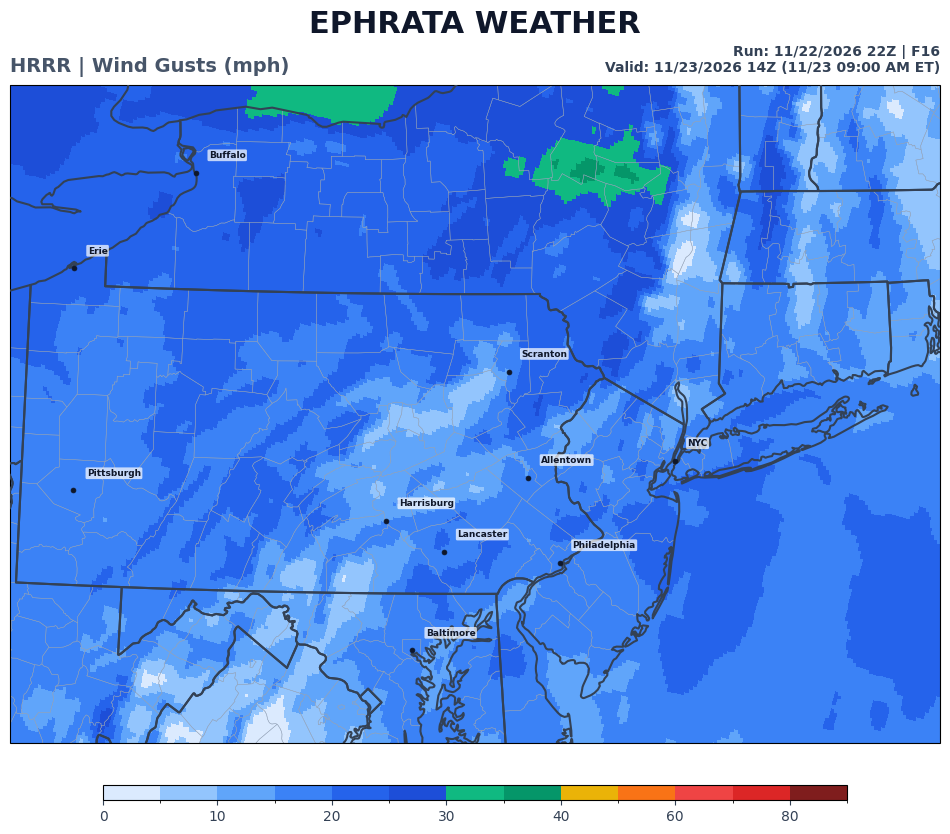 EPHRATA WEATHER
HRRR | Wind Gusts (mph)
Run: 11/22/2026 22Z | F16
Valid: 11/23/2026 14Z (11/23 09:00 AM ET)
Buffalo
Erie
Scranton
NYC
Allentown
Pittsburgh
Harrisburg
Lancaster
Philadelphia
Baltimore
0 10 20 30 40 50 60 70 80